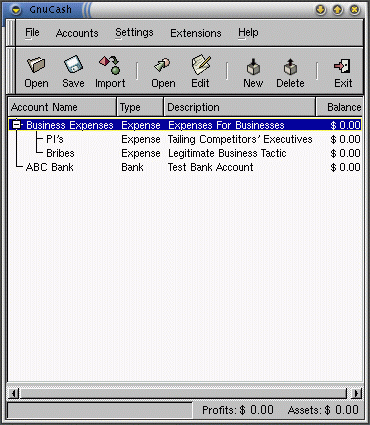 GnuCash
File Accounts Settings Extensions Help
Open Save Import Open Edit New Delete Exit
Account Name Type Description Balance
Business Expenses Expense Expenses For Businesses $ 0.00
PI's Expense Tailing Competitors' Executives $ 0.00
Bribes Expense Legitimate Business Tactic $ 0.00
ABC Bank Bank Test Bank Account $ 0.00
Profits: $ 0.00 Assets: $ 0.00